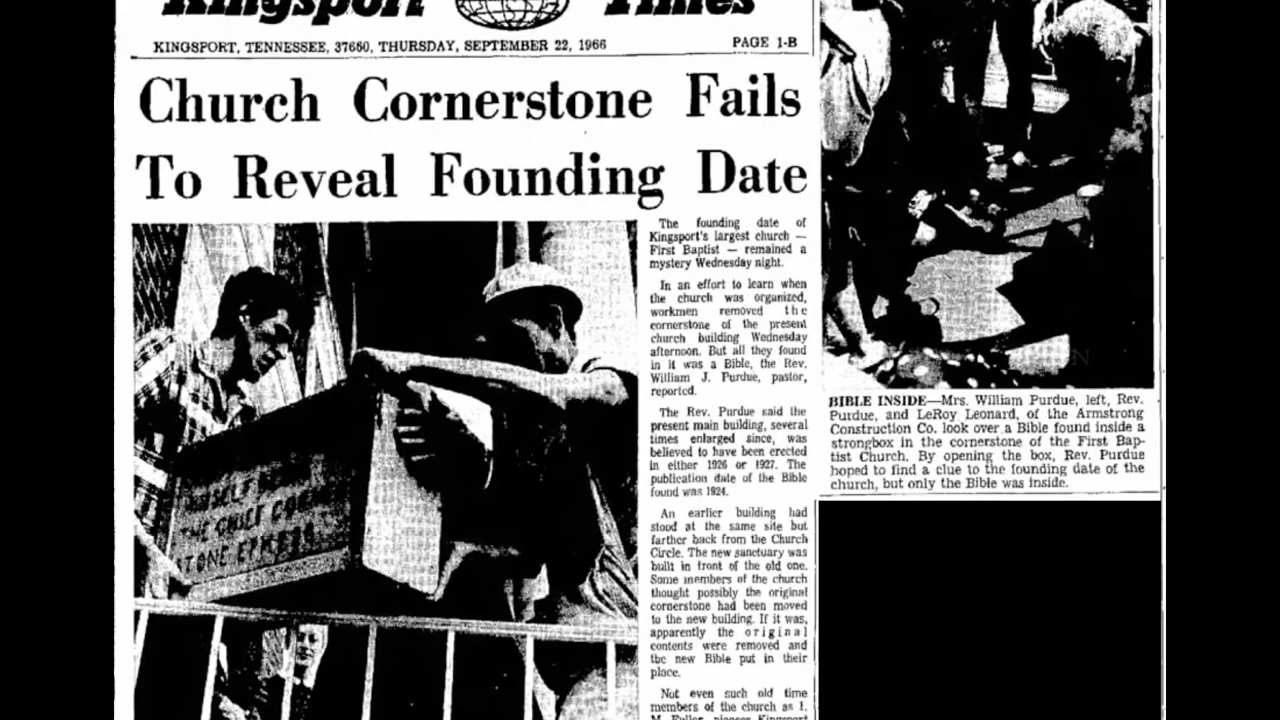 Kingsport Times
KINGSPORT, TENNESSEE, 37660, THURSDAY, SEPTEMBER 22, 1966 PAGE 1-B
Church Cornerstone Fails
To Reveal Founding Date
The founding date of
Kingsport's largest church —
First Baptist — remained a
mystery Wednesday night.
In an effort to learn when
the church was organized,
workmen removed the
cornerstone of the present
church building Wednesday
afternoon. But all they found
in it was a Bible, the Rev.
William J. Purdue, pastor,
reported.
The Rev. Purdue said the
present main building, several
times enlarged since, was
believed to have been erected
in either 1926 or 1927. The
publication date of the Bible
found was 1924.
An earlier building had
stood at the same site but
farther back from the Church
Circle. The new sanctuary was
built in front of the old one.
Some members of the church
thought possibly the original
cornerstone had been moved
to the new building. If it was,
apparently the original
contents were removed and
the new Bible put in their
place.
Not even such old time
members of the church as I.
M. Fuller, pioneer Kingsport
BIBLE INSIDE—Mrs. William Purdue, left, Rev.
Purdue, and LeRoy Leonard, of the Armstrong
Construction Co. look over a Bible found inside a
strongbox in the cornerstone of the First Bap-
tist Church. By opening the box, Rev. Purdue
hoped to find a clue to the founding date of the
church, but only the Bible was inside.
THE CHIEF
STONE